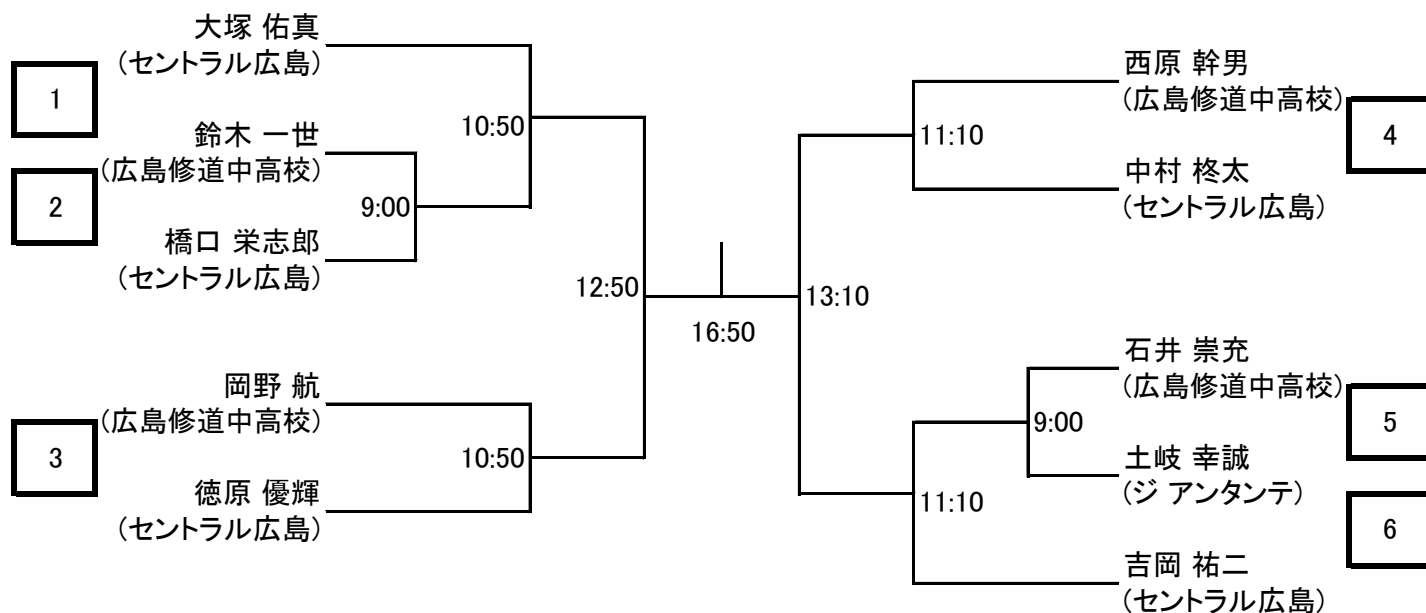 大塚 佑真
(セントラル広島)
1
10:50
鈴木 一世
(広島修道中高校)
2
9:00
橋口 栄志郎
(セントラル広島)
12:50
16:50
岡野 航
(広島修道中高校)
3
10:50
徳原 優輝
(セントラル広島)
西原 幹男
(広島修道中高校)
4
11:10
中村 柊太
(セントラル広島)
13:10
石井 崇充
(広島修道中高校)
5
9:00
土岐 幸誠
(ジ アンタンテ)
11:10
6
吉岡 祐二
(セントラル広島)